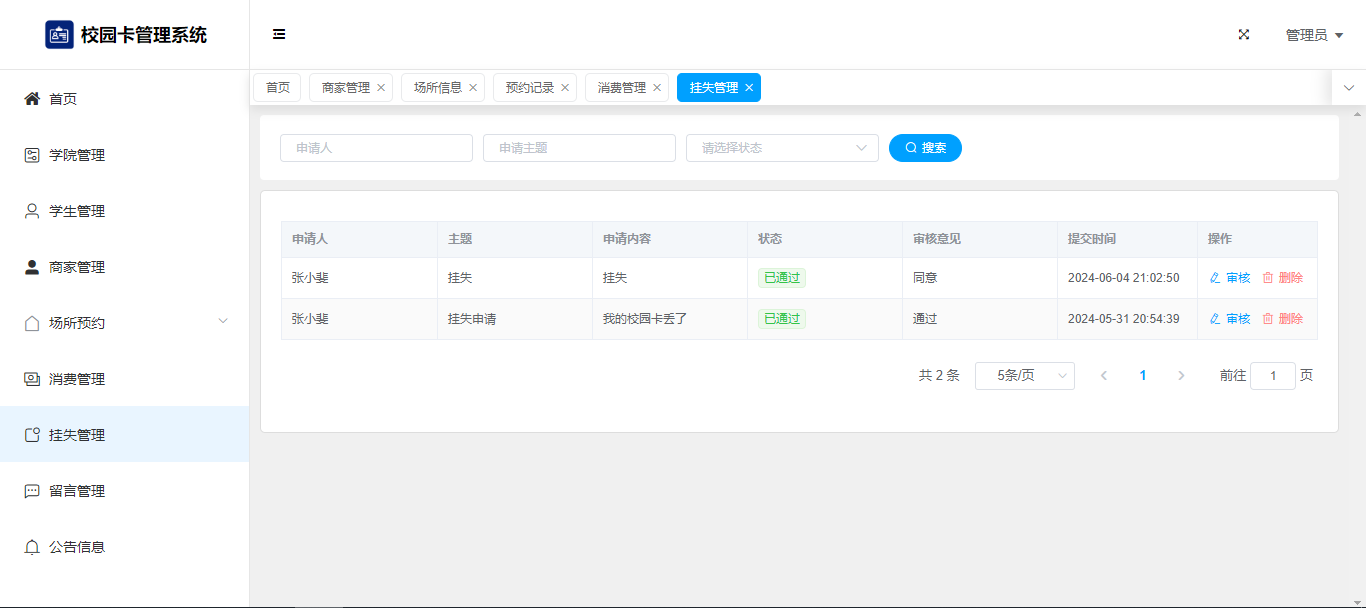 校园卡管理系统
管理员
首页 商家管理 场所信息 预约记录 消费管理 挂失管理
首页
学院管理
学生管理
商家管理
场所预约
消费管理
挂失管理
留言管理
公告信息
申请人 申请主题 请选择状态 搜索
申请人 主题 申请内容 状态 审核意见 提交时间 操作
张小斐 挂失 挂失 已通过 同意 2024-06-04 21:02:50 审核 删除
张小斐 挂失申请 我的校园卡丢了 已通过 通过 2024-05-31 20:54:39 审核 删除
共 2 条 5条/页 1 前往 1 页